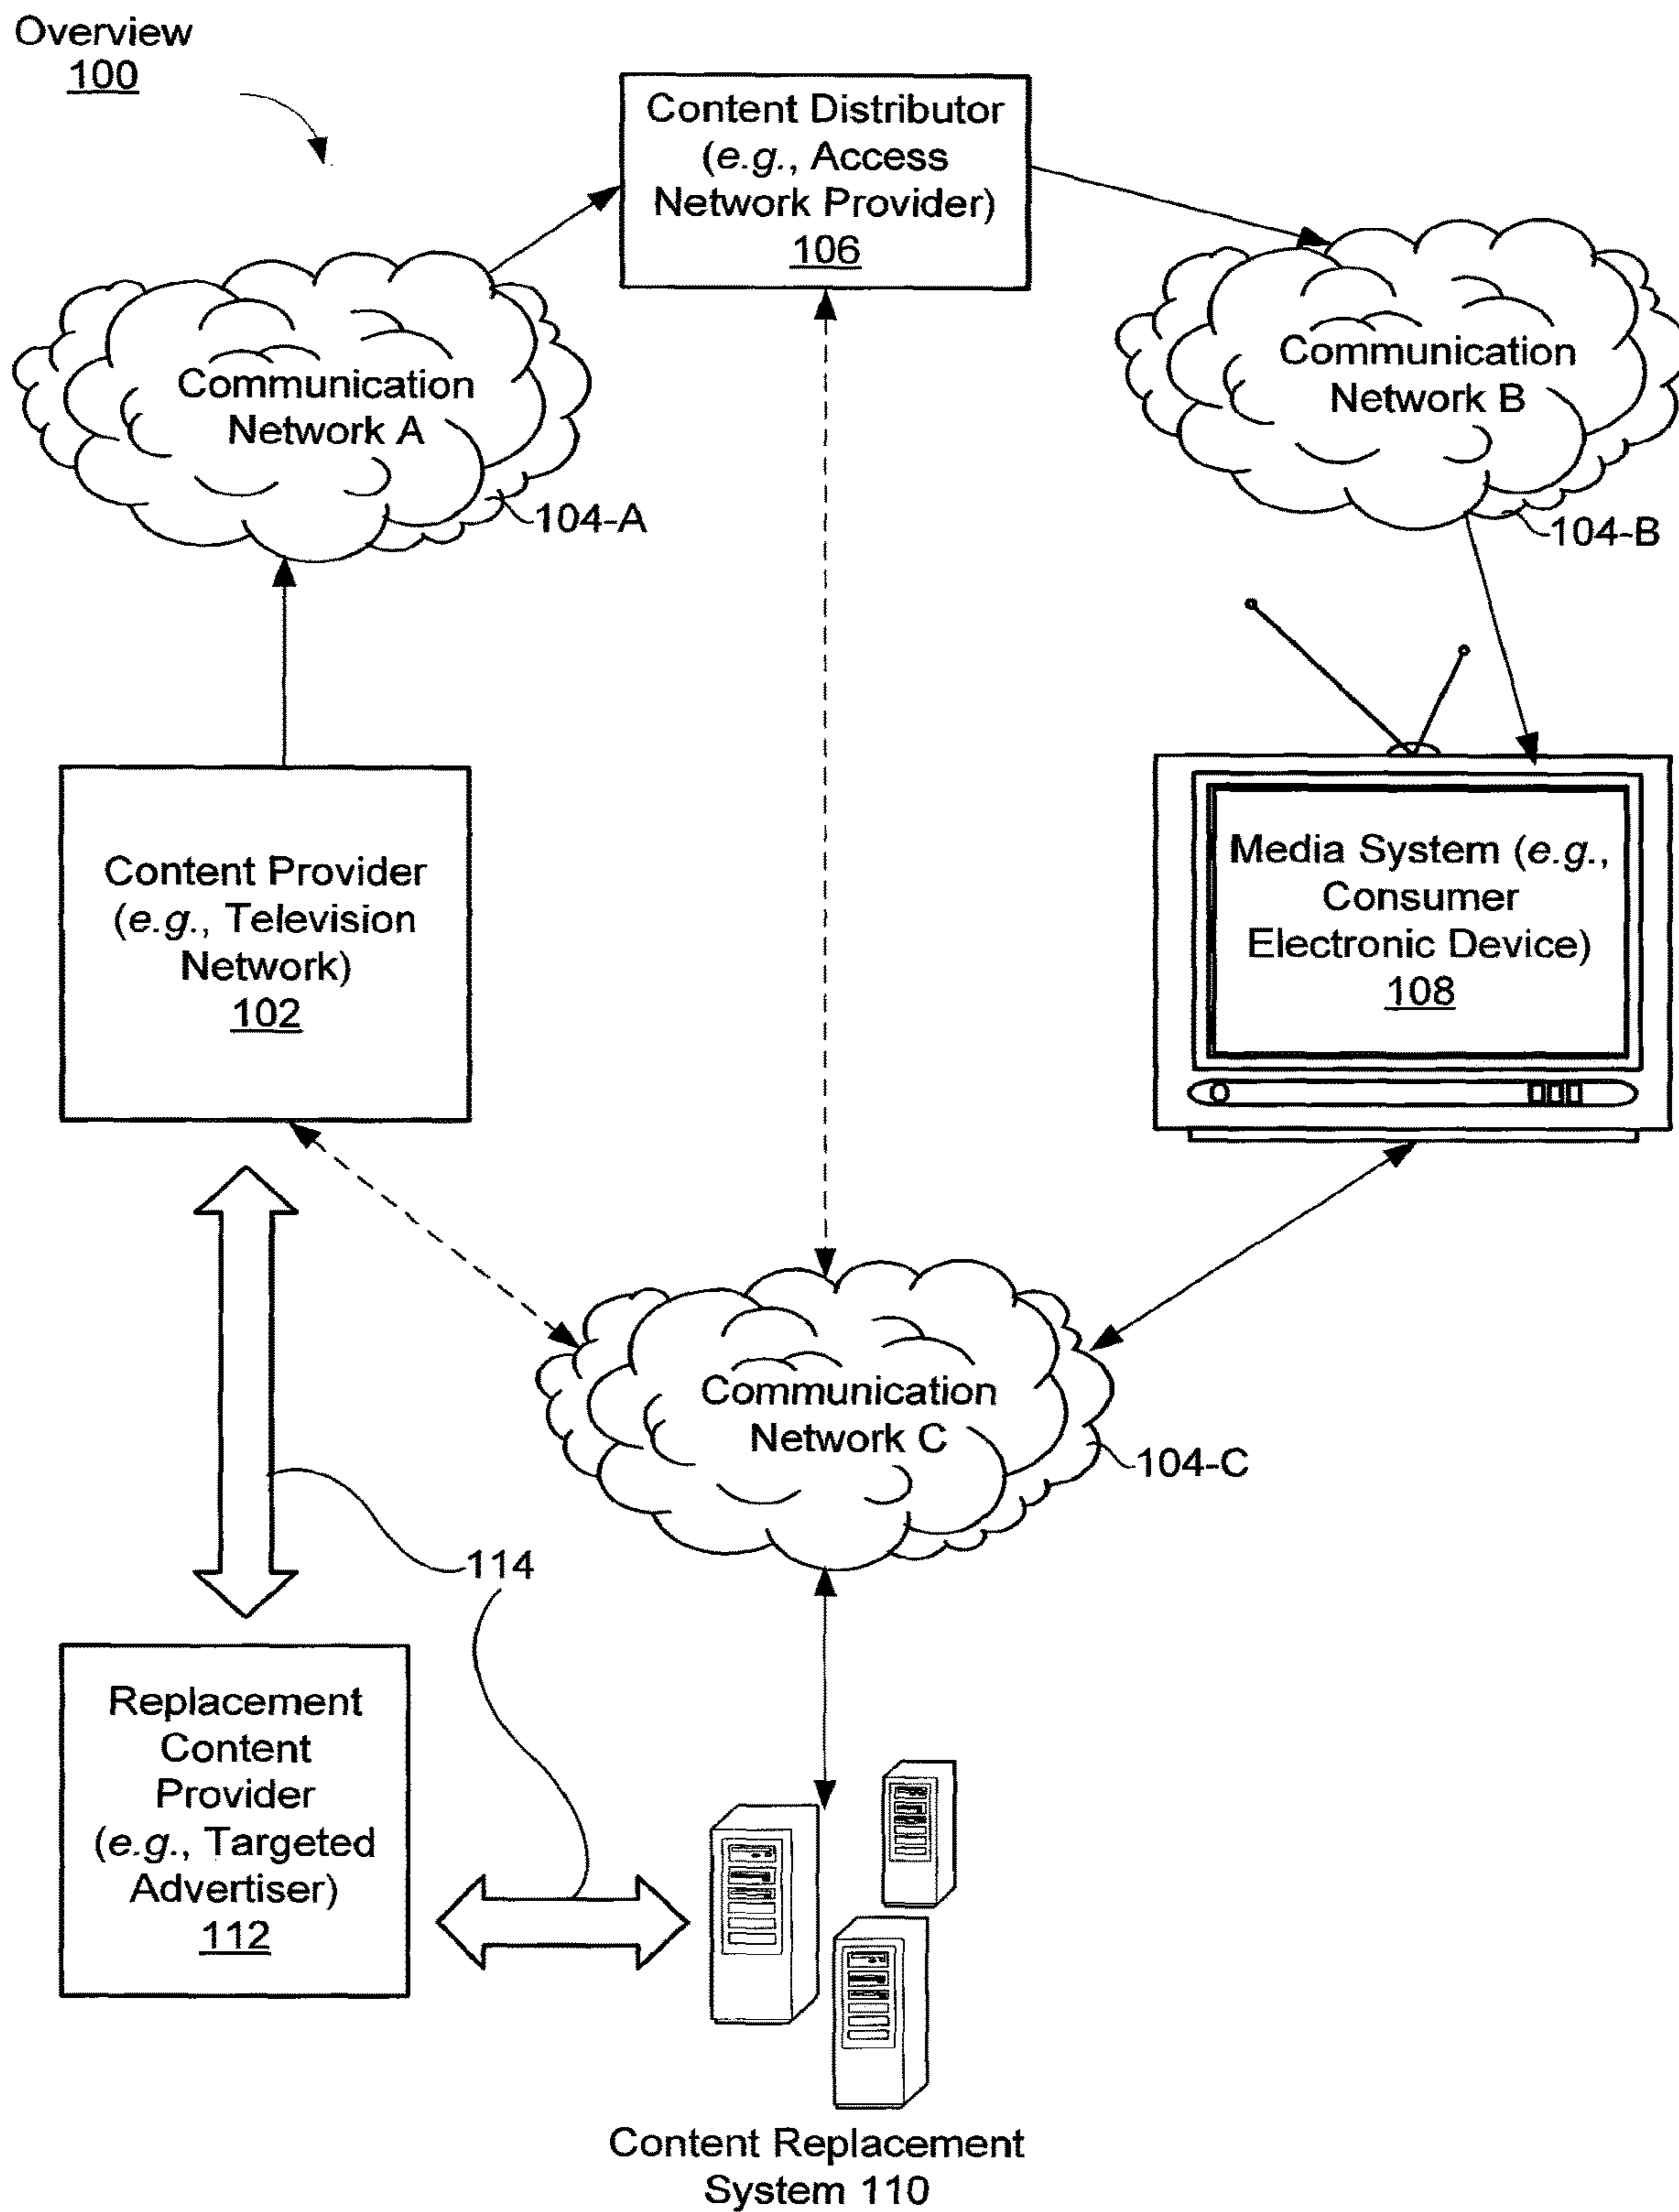 Overview
100
Content Distributor
(e.g., Access
Network Provider)
106
Communication
Network A
104-A
Communication
Network B
104-B
Content Provider
(e.g., Television
Network)
102
Media System (e.g.,
Consumer
Electronic Device)
108
Communication
Network C
104-C
114
Replacement
Content
Provider
(e.g., Targeted
Advertiser)
112
Content Replacement
System 110